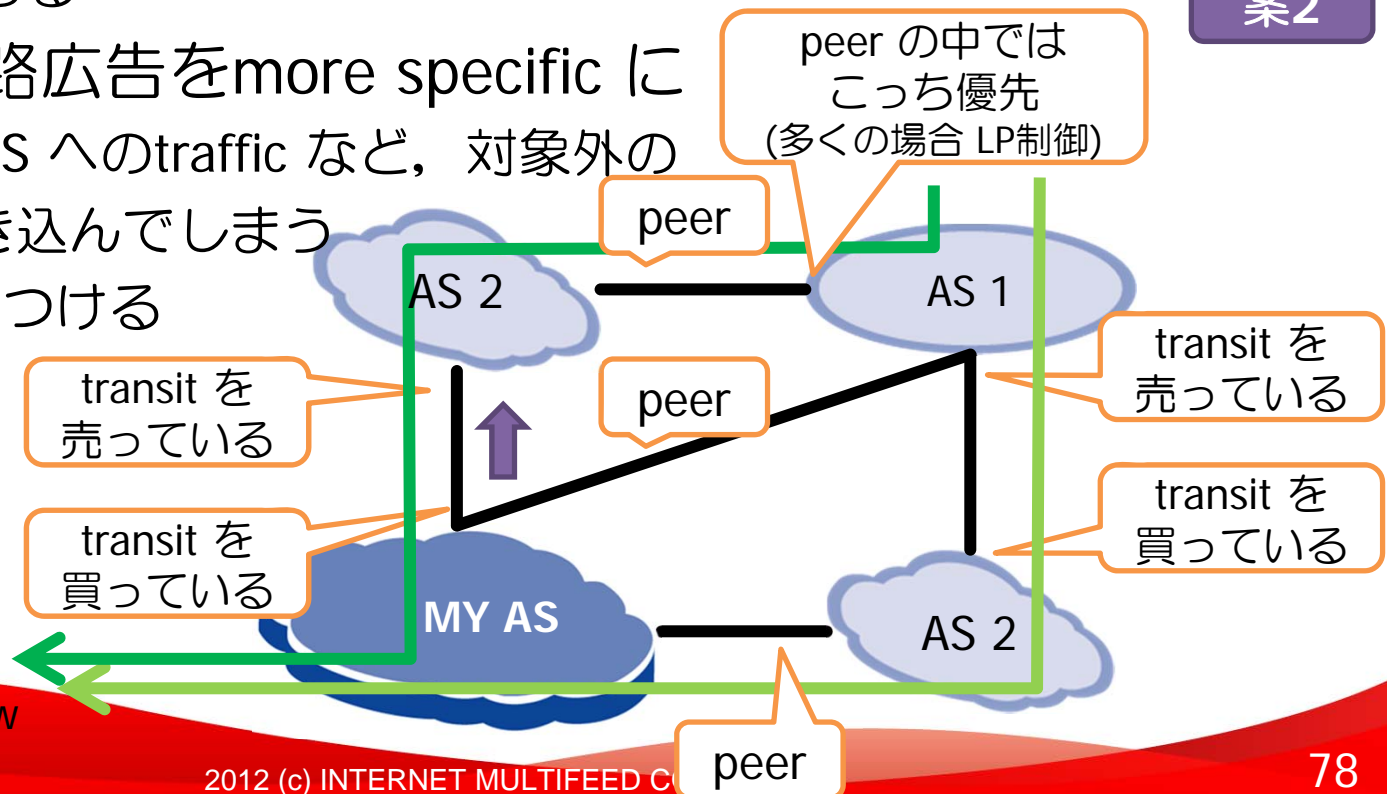 る
案2
路広告をmore specific に
S へのtraffic など，対象外の
き込んでしまう
つける
peer の中では
こっち優先
(多くの場合 LP制御)
peer
AS 2
AS 1
transit を
売っている
peer
transit を
売っている
transit を
買っている
transit を
買っている
MY AS
AS 2
peer
w
2012 (c) INTERNET MULTIFEED C
78